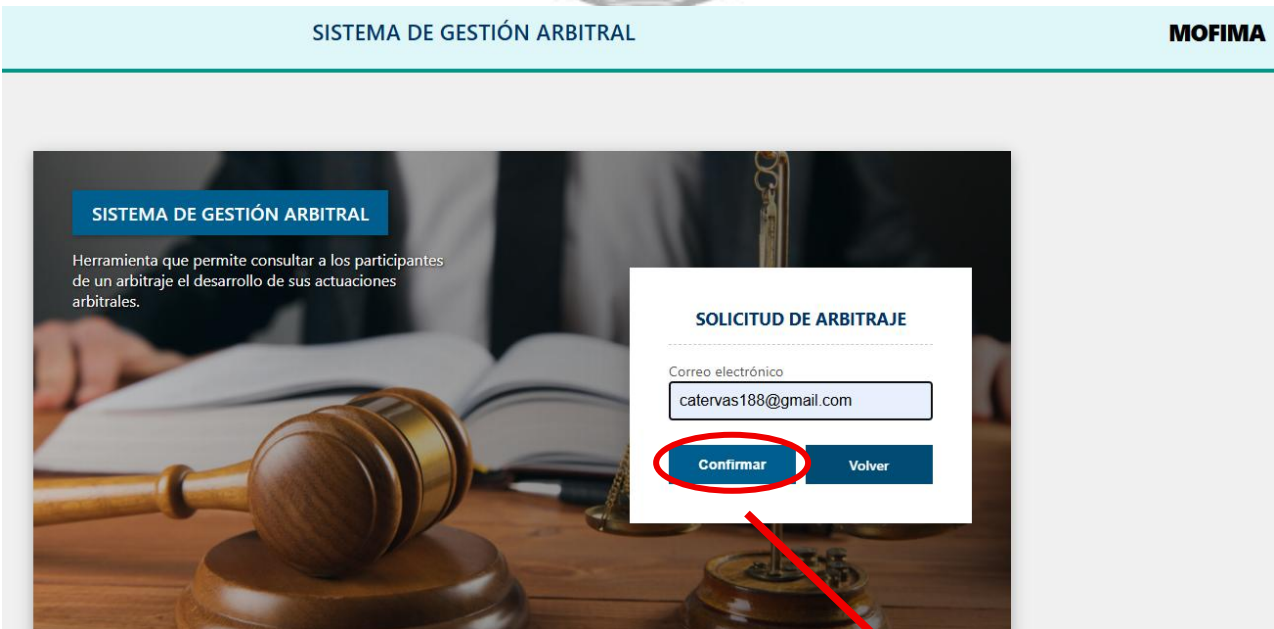 SISTEMA DE GESTIÓN ARBITRAL
MOFIMA
SISTEMA DE GESTIÓN ARBITRAL
Herramienta que permite consultar a los participantes
de un arbitraje el desarrollo de sus actuaciones
arbitrales.
SOLICITUD DE ARBITRAJE
Correo electrónico
catervas188@gmail.com
Confirmar
Volver